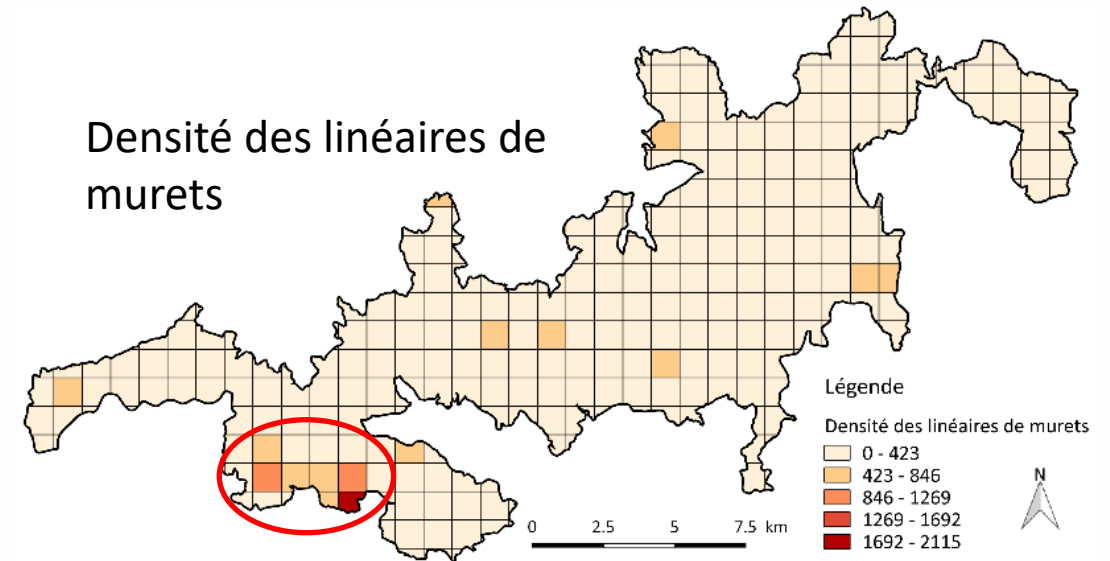 Densité des linéaires de
murets
Légende
Densité des linéaires de murets
0 - 423
423 - 846
846 - 1269
1269 - 1692
1692 - 2115
N
0 2.5 5 7.5 km